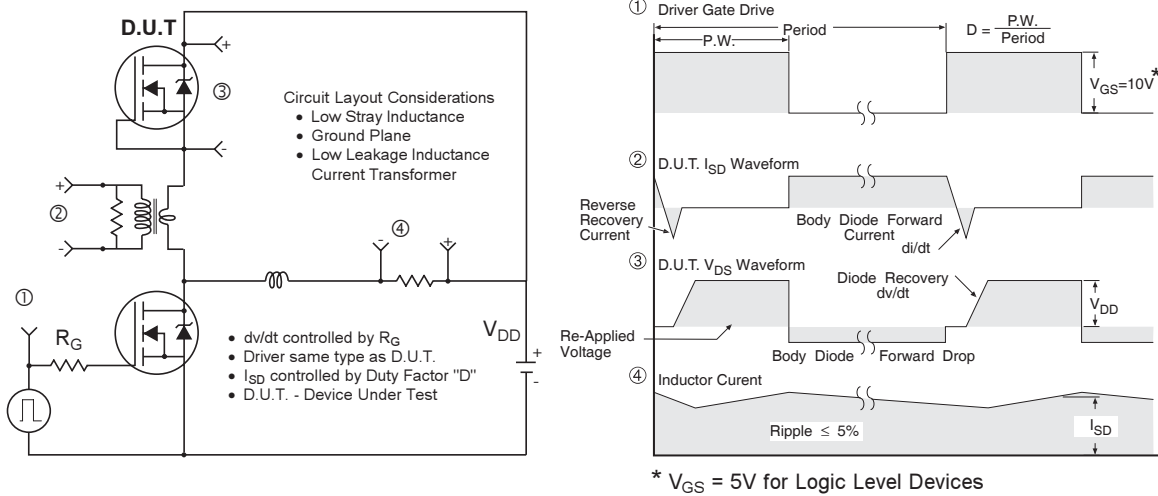 D.U.T
+
③
-
Circuit Layout Considerations
• Low Stray Inductance
• Ground Plane
• Low Leakage Inductance
Current Transformer
+
②
-
④
-
+
①
R_G
V_DD
+
-
• dv/dt controlled by R_G
• Driver same type as D.U.T.
• I_SD controlled by Duty Factor "D"
• D.U.T. - Device Under Test
① Driver Gate Drive
Period
P.W.
D = P.W.
Period
V_GS=10V*
② D.U.T. I_SD Waveform
Reverse
Recovery
Current
Body Diode Forward
Current
di/dt
③ D.U.T. V_DS Waveform
Diode Recovery
dv/dt
V_DD
Re-Applied
Voltage
Body Diode Forward Drop
④ Inductor Curent
Ripple ≤ 5%
I_SD
* V_GS = 5V for Logic Level Devices